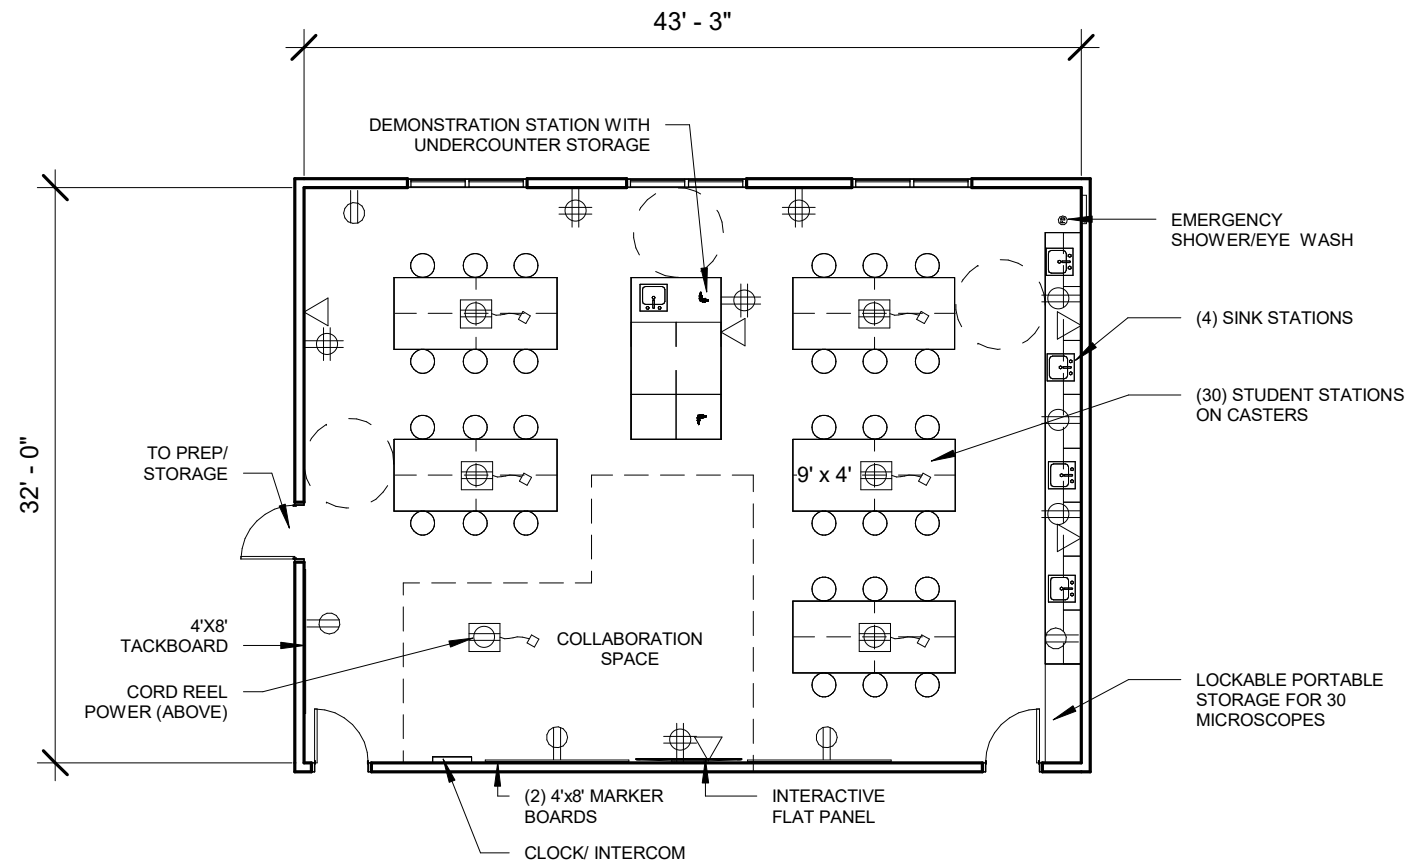 43' - 3"
DEMONSTRATION STATION WITH
UNDERCOUNTER STORAGE
EMERGENCY
SHOWER/EYE WASH
(4) SINK STATIONS
(30) STUDENT STATIONS
ON CASTERS
TO PREP/
STORAGE
32' - 0"
9' x 4'
4'X8'
TACKBOARD
COLLABORATION
SPACE
CORD REEL
POWER (ABOVE)
LOCKABLE PORTABLE
STORAGE FOR 30
MICROSCOPES
(2) 4'x8' MARKER
BOARDS
INTERACTIVE
FLAT PANEL
CLOCK/ INTERCOM